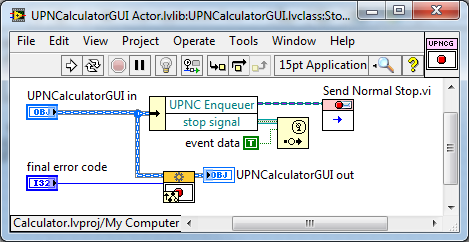 UPNCalculatorGUI Actor.lvlib:UPNCalculatorGUI.lvclass:Sto...
File Edit View Project Operate Tools Window Help
15pt Application
?
UPNCG
UPNCalculatorGUI in
Send Normal Stop.vi
OBJ
UPNC Enqueuer
stop signal
event data
T
final error code
OBJ
UPNCalculatorGUI out
I32
Calculator.lvproj/My Computer